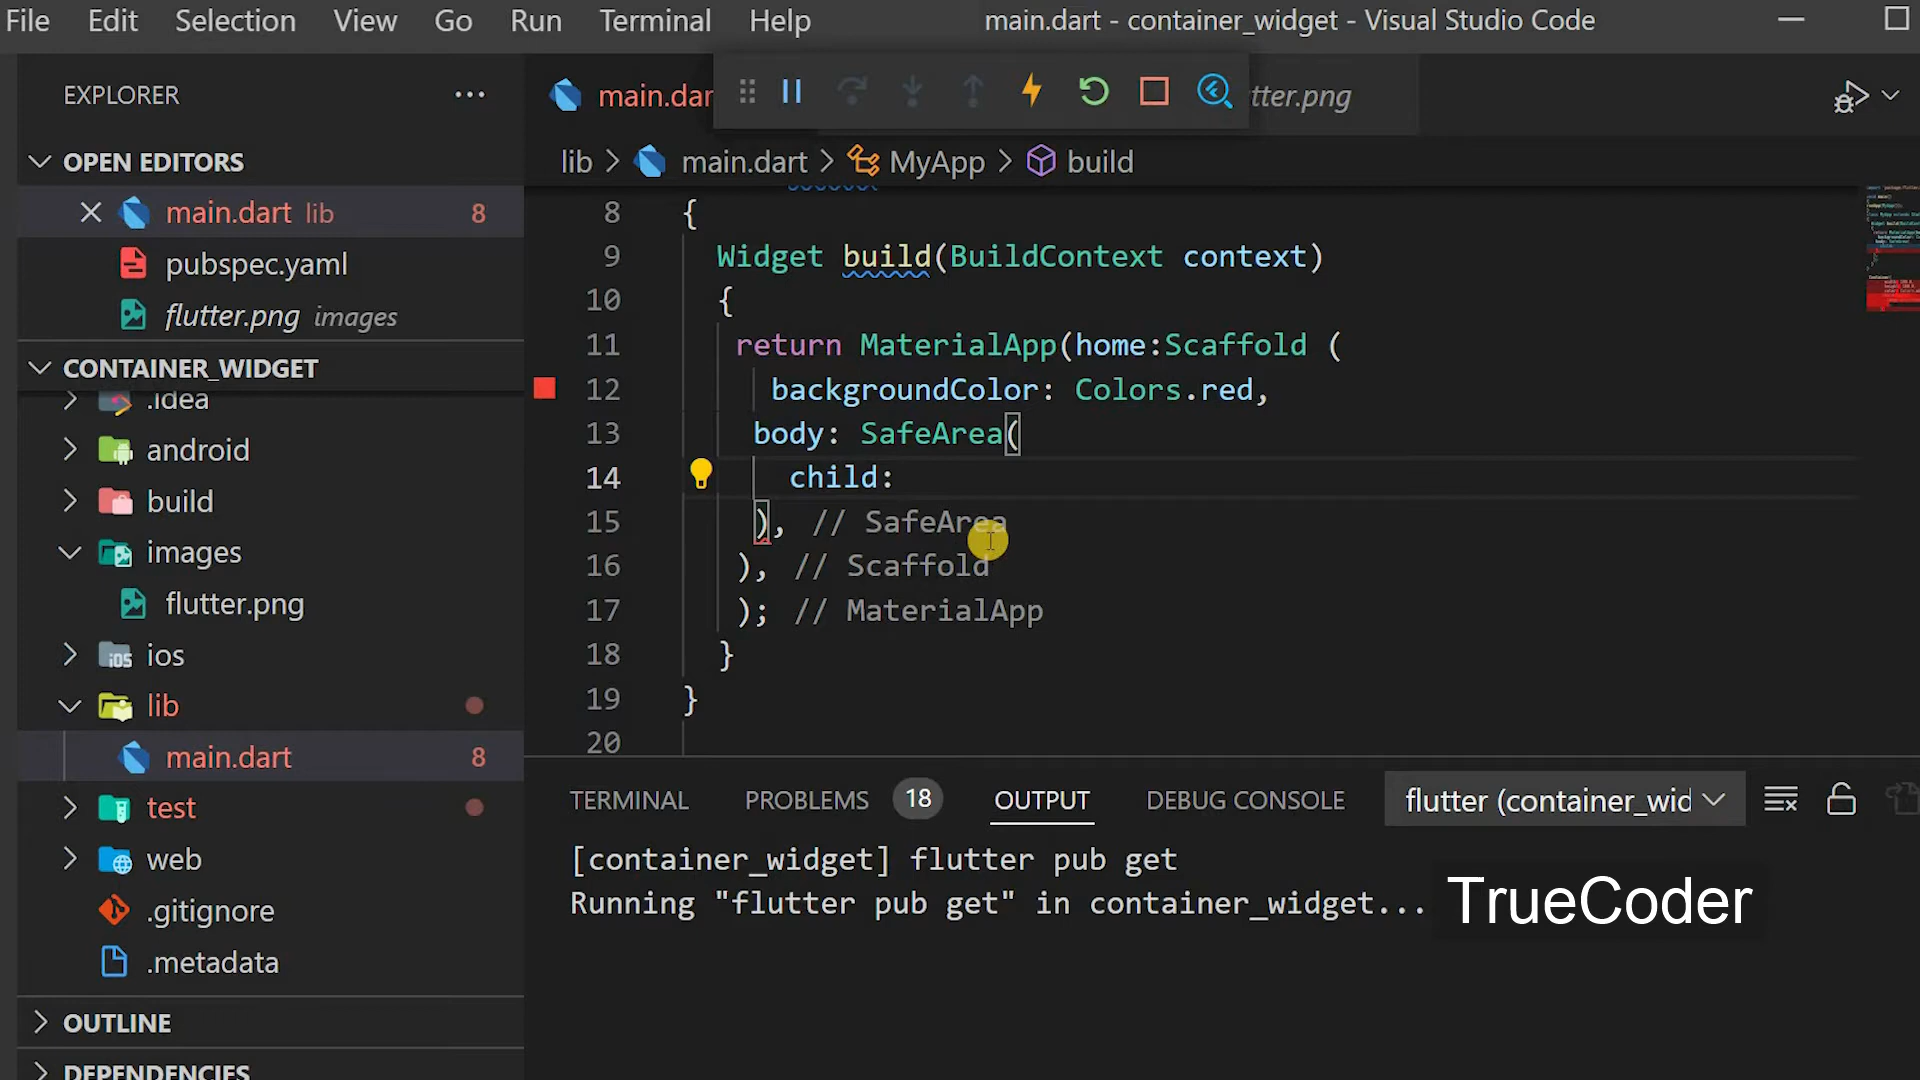 File Edit Selection View Go Run Terminal Help main.dart - container_widget - Visual Studio Code
EXPLORER
main.dar
tter.png
OPEN EDITORS
lib > main.dart > MyApp > build
main.dart lib 8
pubspec.yaml
flutter.png images
CONTAINER_WIDGET
.idea
android
build
images
flutter.png
ios
lib
main.dart 8
test
web
.gitignore
.metadata
OUTLINE
DEPENDENCIES
8 {
9 Widget build(BuildContext context)
10 {
11 return MaterialApp(home:Scaffold (
12 backgroundColor: Colors.red,
13 body: SafeArea(
14 child:
15 ), // SafeArea
16 ), // Scaffold
17 ); // MaterialApp
18 }
19 }
20
TERMINAL PROBLEMS 18 OUTPUT DEBUG CONSOLE flutter (container_wid
[container_widget] flutter pub get
Running "flutter pub get" in container_widget...
TrueCoder